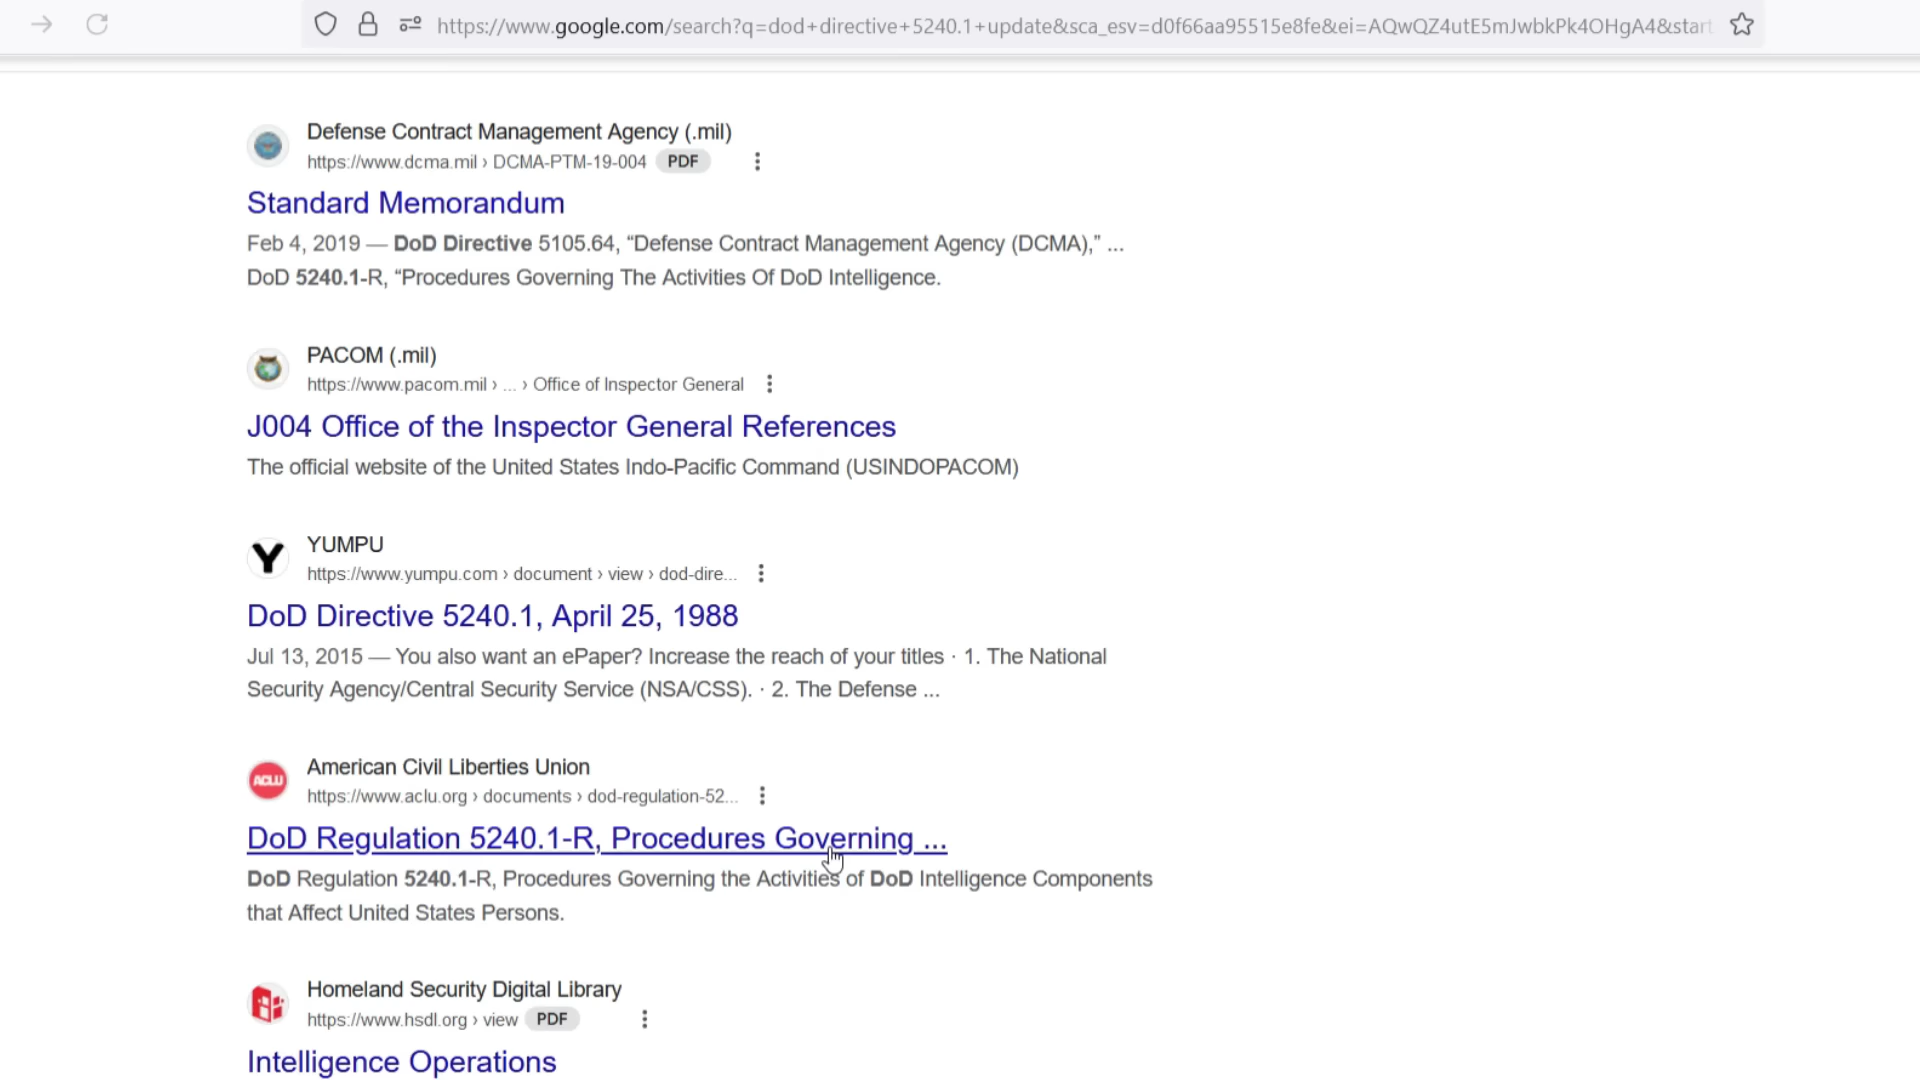 https://www.google.com/search?q=dod+directive+5240.1+update&sca_esv=d0f66aa95515e8fe&ei=AQwQZ4utE5mJwbkPk4OHgA4&start
Defense Contract Management Agency (.mil)
https://www.dcma.mil › DCMA-PTM-19-004 PDF
Standard Memorandum
Feb 4, 2019 — DoD Directive 5105.64, “Defense Contract Management Agency (DCMA),” ...
DoD 5240.1-R, “Procedures Governing The Activities Of DoD Intelligence.
PACOM (.mil)
https://www.pacom.mil › ... › Office of Inspector General
J004 Office of the Inspector General References
The official website of the United States Indo-Pacific Command (USINDOPACOM)
Y
YUMPU
https://www.yumpu.com › document › view › dod-dire...
DoD Directive 5240.1, April 25, 1988
Jul 13, 2015 — You also want an ePaper? Increase the reach of your titles · 1. The National
Security Agency/Central Security Service (NSA/CSS). · 2. The Defense ...
ACLU
American Civil Liberties Union
https://www.aclu.org › documents › dod-regulation-52...
DoD Regulation 5240.1-R, Procedures Governing ...
DoD Regulation 5240.1-R, Procedures Governing the Activities of DoD Intelligence Components
that Affect United States Persons.
Homeland Security Digital Library
https://www.hsdl.org › view PDF
Intelligence Operations